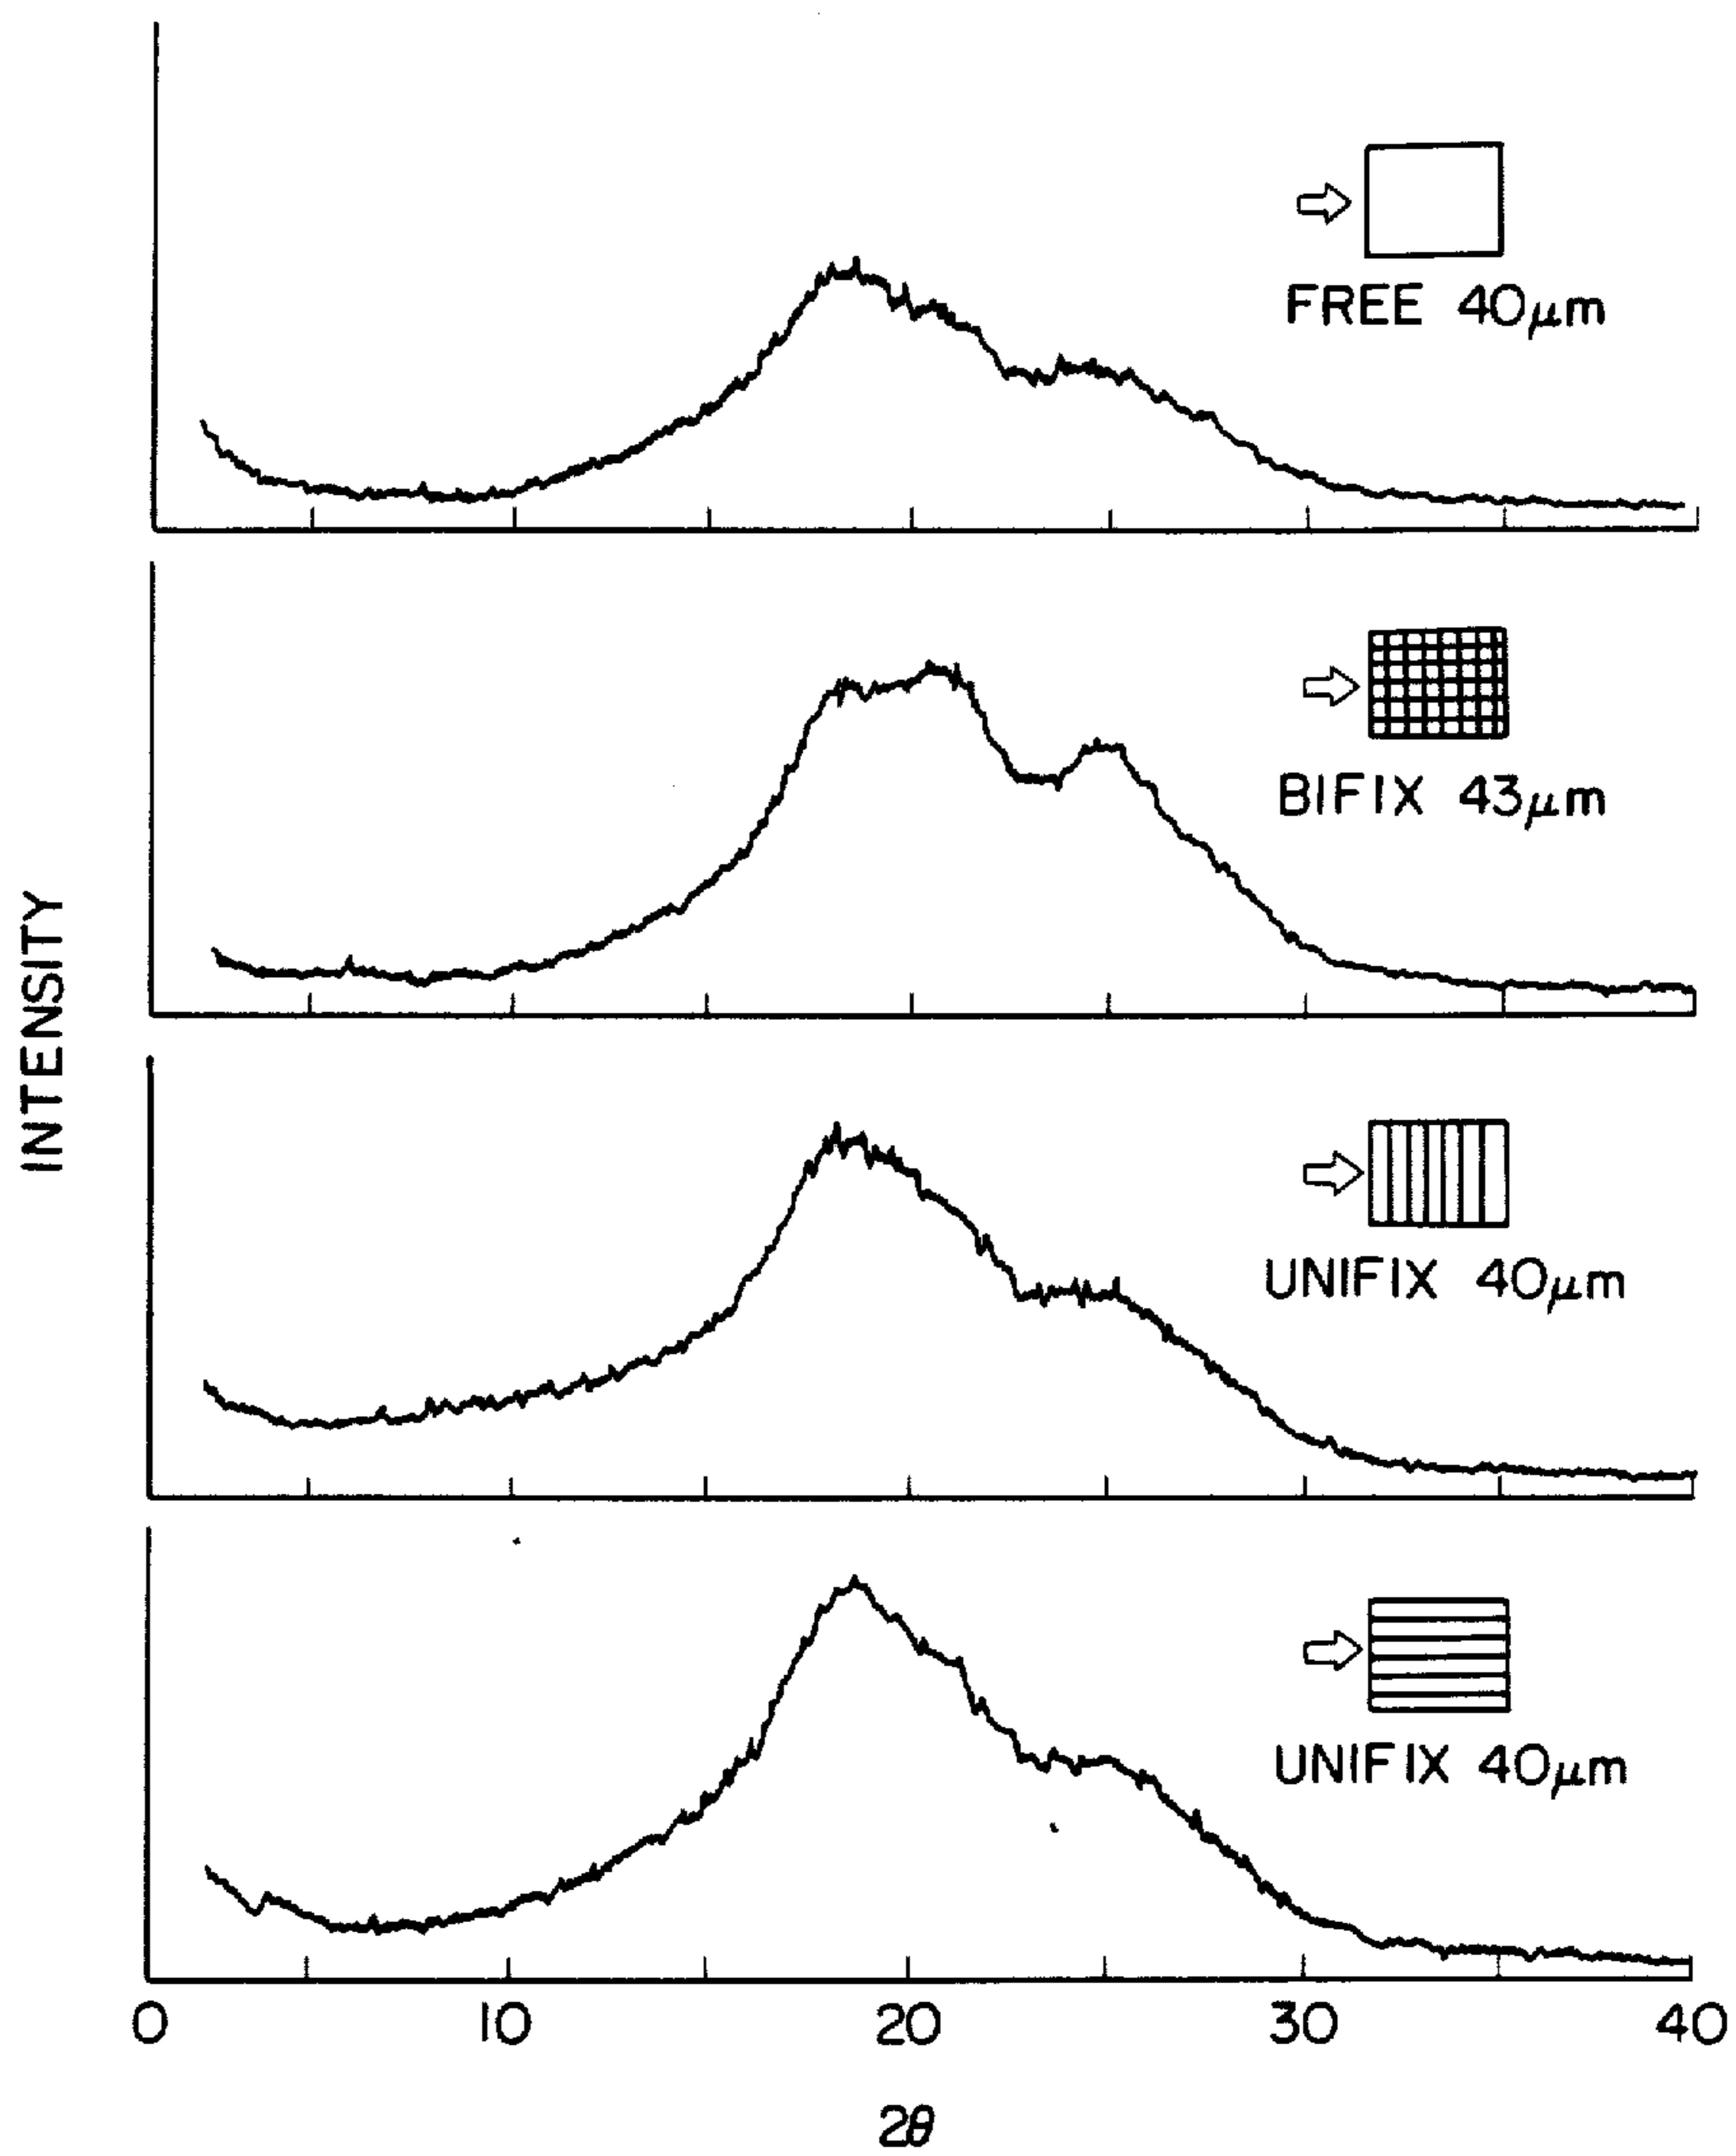 FREE 40μm
BIFIX 43μm
INTENSITY
UNIFIX 40μm
UNIFIX 40μm
0 10 20 30 40
2θ